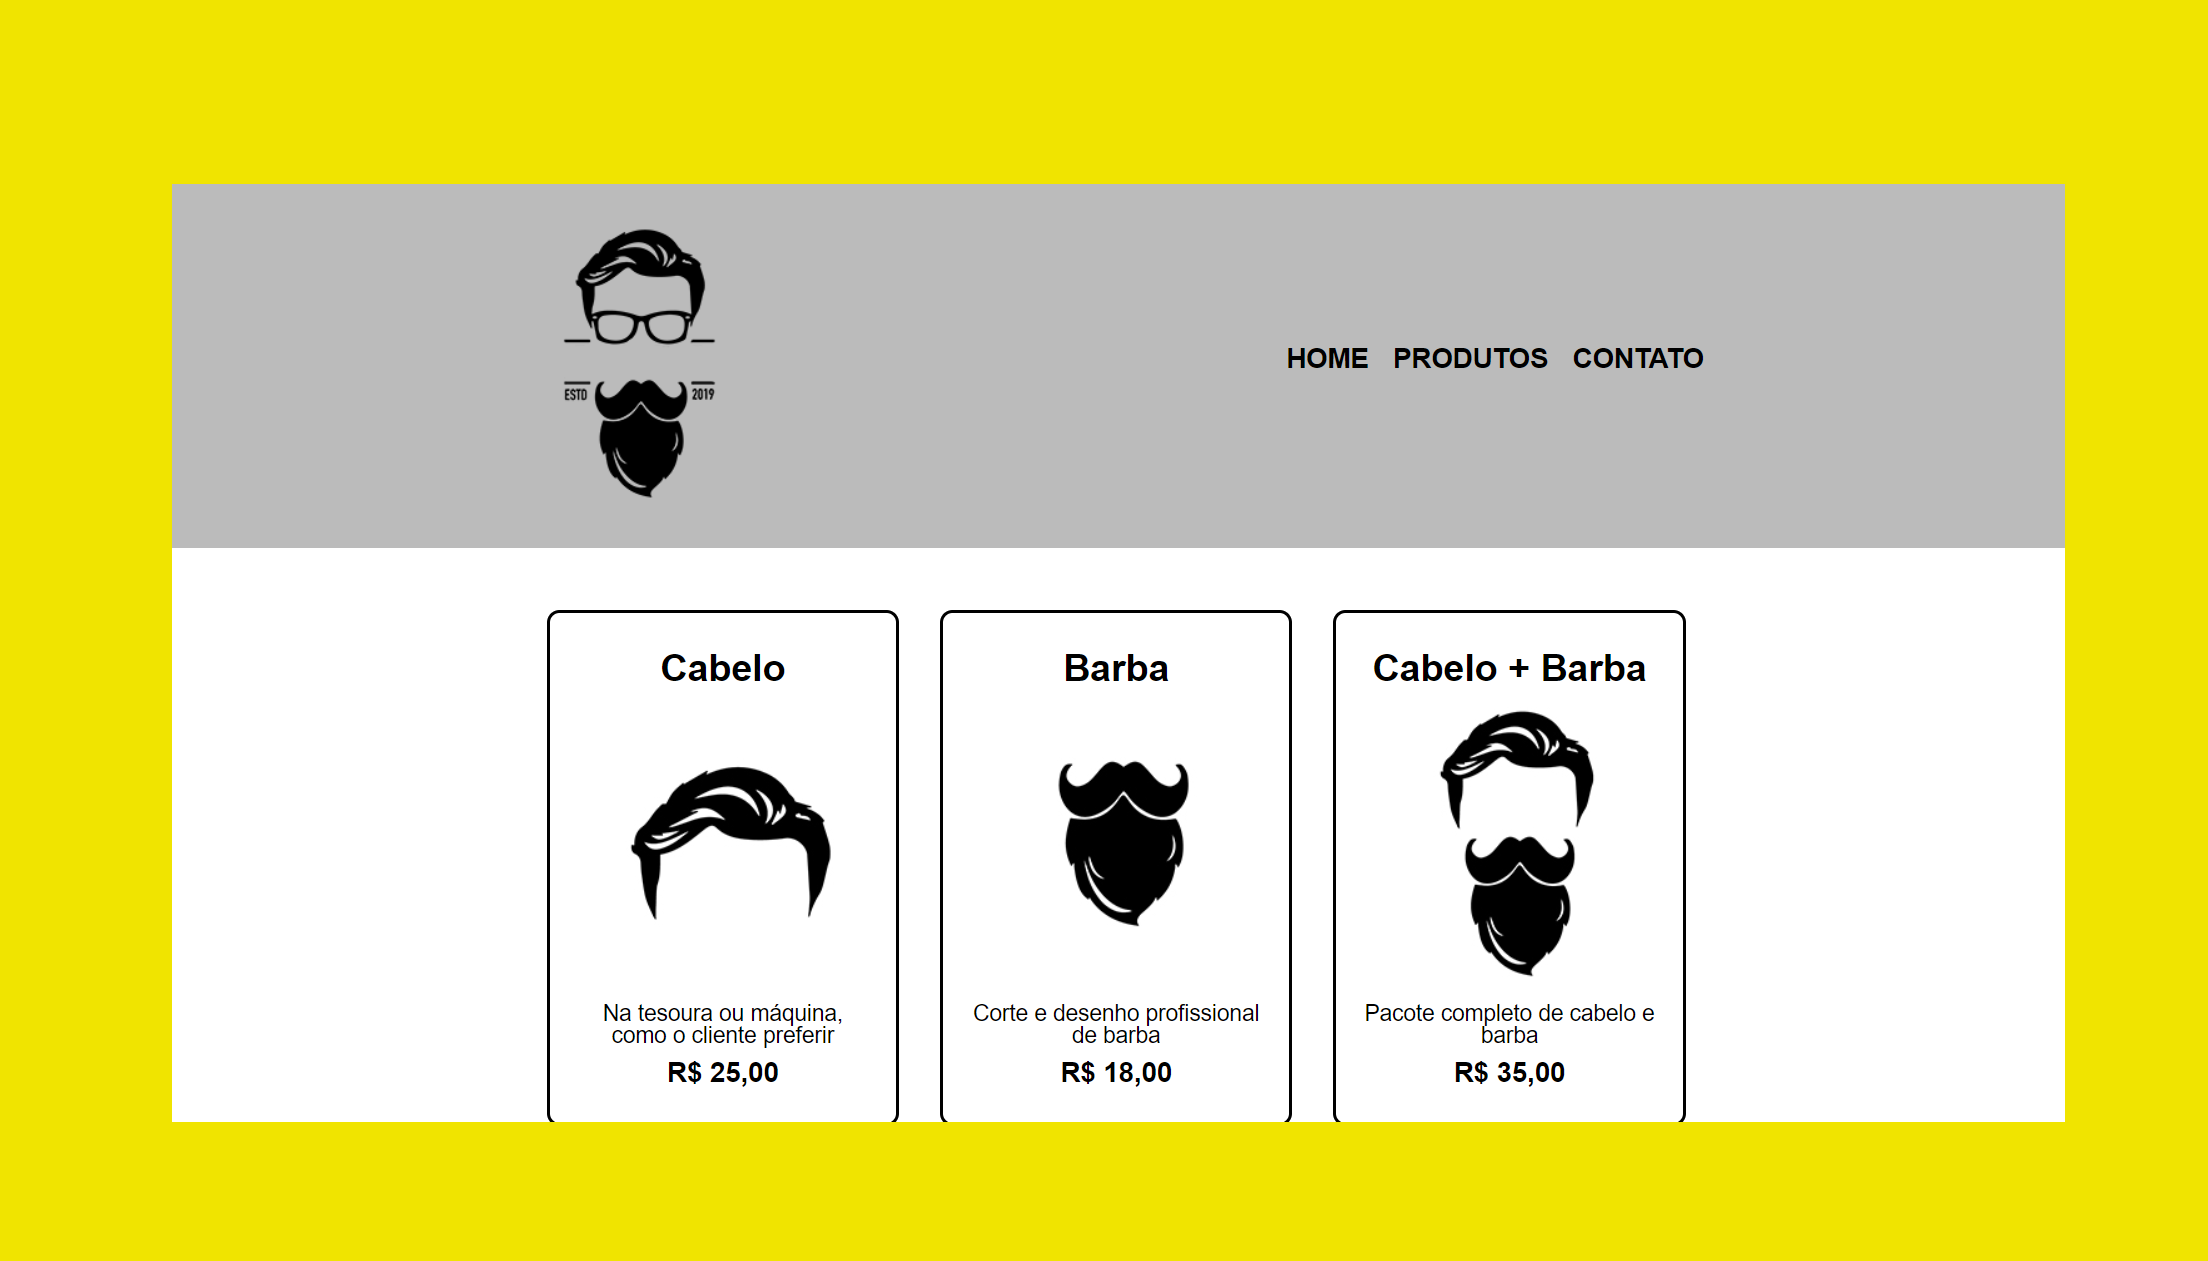 HOME PRODUTOS CONTATO
ESTD 2019
Cabelo
Na tesoura ou máquina,
como o cliente preferir
R$ 25,00
Barba
Corte e desenho profissional
de barba
R$ 18,00
Cabelo + Barba
Pacote completo de cabelo e
barba
R$ 35,00